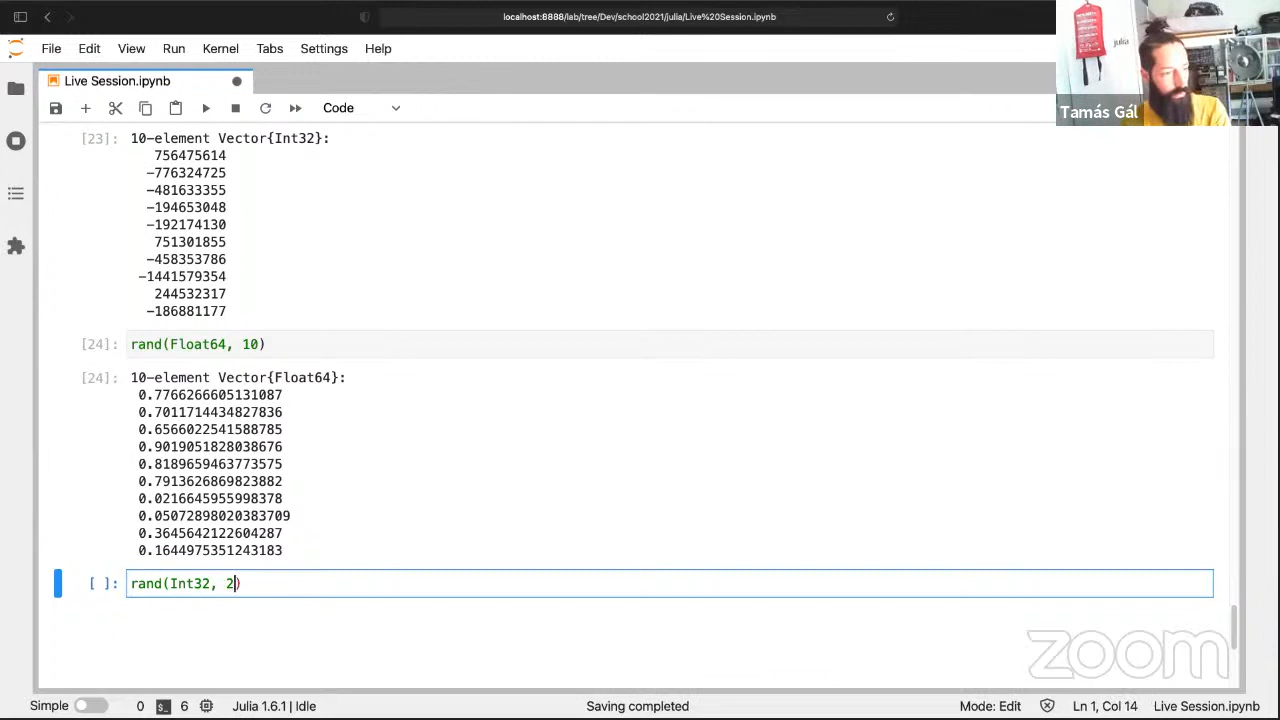 localhost:8888/lab/tree/Dev/school2021/julia/Live%20Session.ipynb
File Edit View Run Kernel Tabs Settings Help
Live Session.ipynb
Code
julia
Tamás Gál
[23]: 10-element Vector{Int32}:
756475614
-776324725
-481633355
-194653048
-192174130
751301855
-458353786
-1441579354
244532317
-186881177
[24]: rand(Float64, 10)
[24]: 10-element Vector{Float64}:
0.7766266605131087
0.7011714434827836
0.6566022541588785
0.9019051828038676
0.8189659463773575
0.7913626869823882
0.0216645955998378
0.05072898020383709
0.3645642122604287
0.1644975351243183
[ ]: rand(Int32, 2)
zoom
Simple 0 $_ 6 Julia 1.6.1 | Idle Saving completed Mode: Edit Ln 1, Col 14 Live Session.ipynb